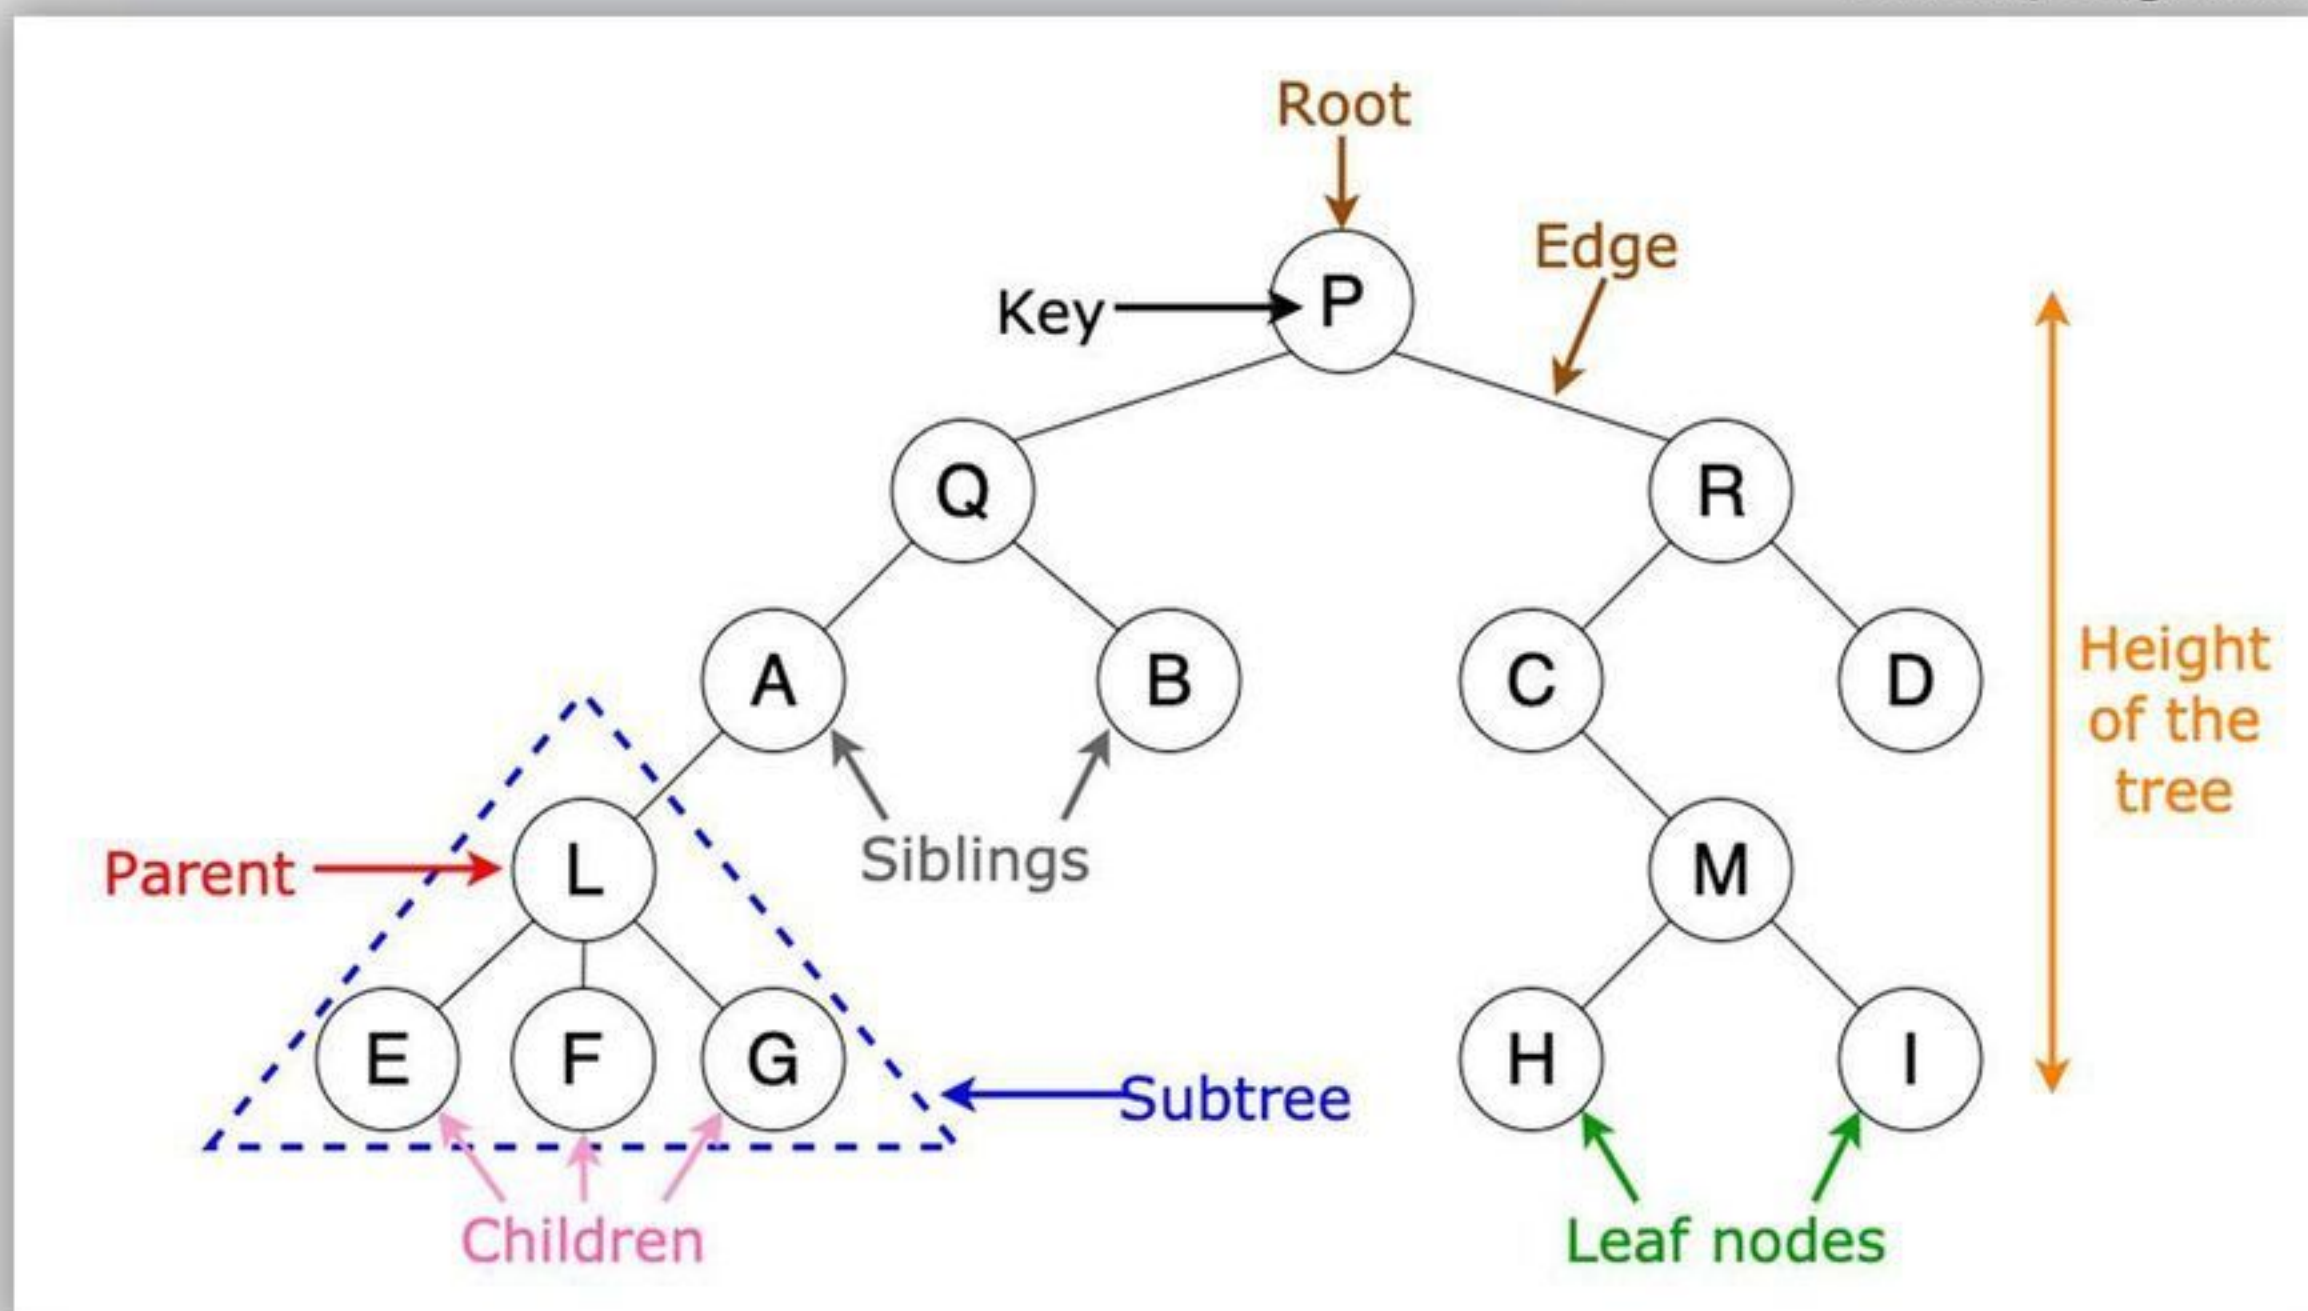 Root
Edge
Key
P
Q
R
A
B
C
D
Height
of the
tree
Siblings
Parent
L
M
E
F
G
H
I
Subtree
Children
Leaf nodes